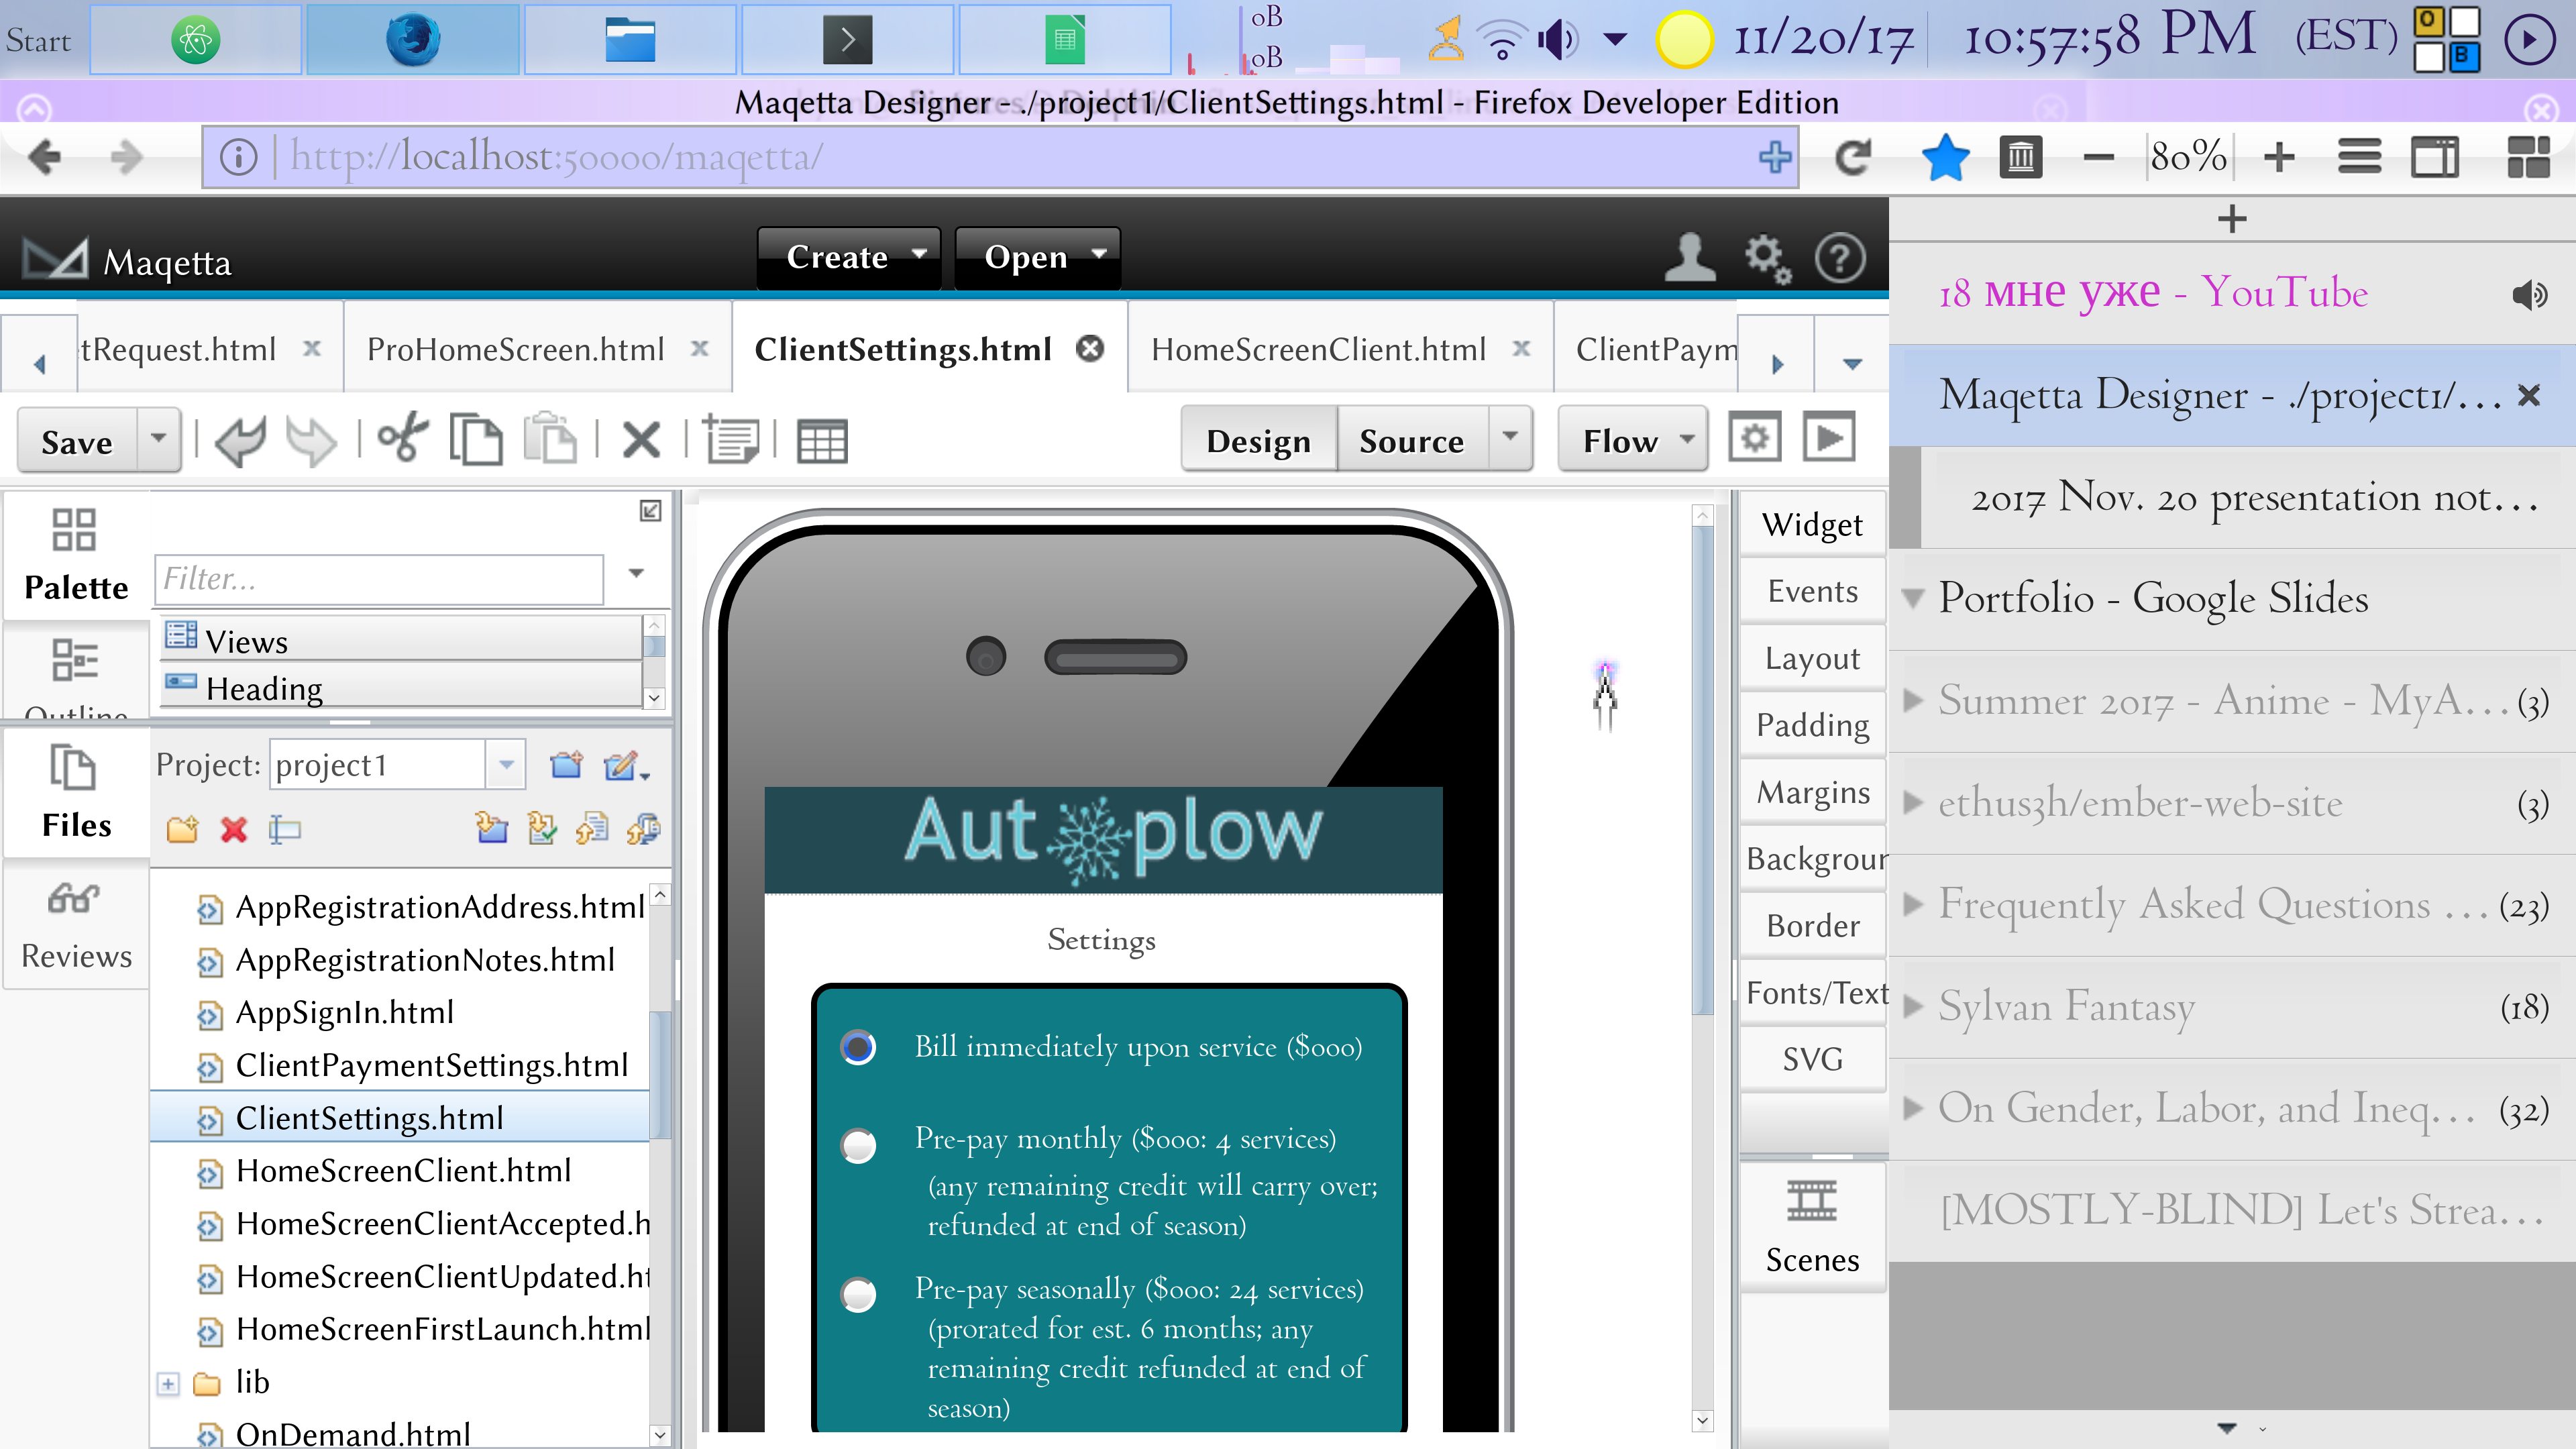 Start
oB
oB
11/20/17
10:57:58 PM
(EST)
O
B
Maqetta Designer - ./project1/ClientSettings.html - Firefox Developer Edition
http://localhost:50000/maqetta/
80%
Maqetta
Create
Open
tRequest.html
ProHomeScreen.html
ClientSettings.html
HomeScreenClient.html
ClientPaym
Save
Design
Source
Flow
Palette
Outline
Filter...
Views
Heading
Files
Reviews
Project:
project1
AppRegistrationAddress.html
AppRegistrationNotes.html
AppSignIn.html
ClientPaymentSettings.html
ClientSettings.html
HomeScreenClient.html
HomeScreenClientAccepted.h
HomeScreenClientUpdated.ht
HomeScreenFirstLaunch.html
lib
OnDemand.html
Aut plow
Settings
Bill immediately upon service ($000)
Pre-pay monthly ($000: 4 services)
(any remaining credit will carry over;
refunded at end of season)
Pre-pay seasonally ($000: 24 services)
(prorated for est. 6 months; any
remaining credit refunded at end of
season)
Widget
Events
Layout
Padding
Margins
Backgroun
Border
Fonts/Text
SVG
Scenes
18 мне уже - YouTube
Maqetta Designer - ./project1/...
2017 Nov. 20 presentation not...
Portfolio - Google Slides
Summer 2017 - Anime - MyA... (3)
ethus3h/ember-web-site (3)
Frequently Asked Questions ... (23)
Sylvan Fantasy (18)
On Gender, Labor, and Ineq... (32)
[MOSTLY-BLIND] Let's Strea...